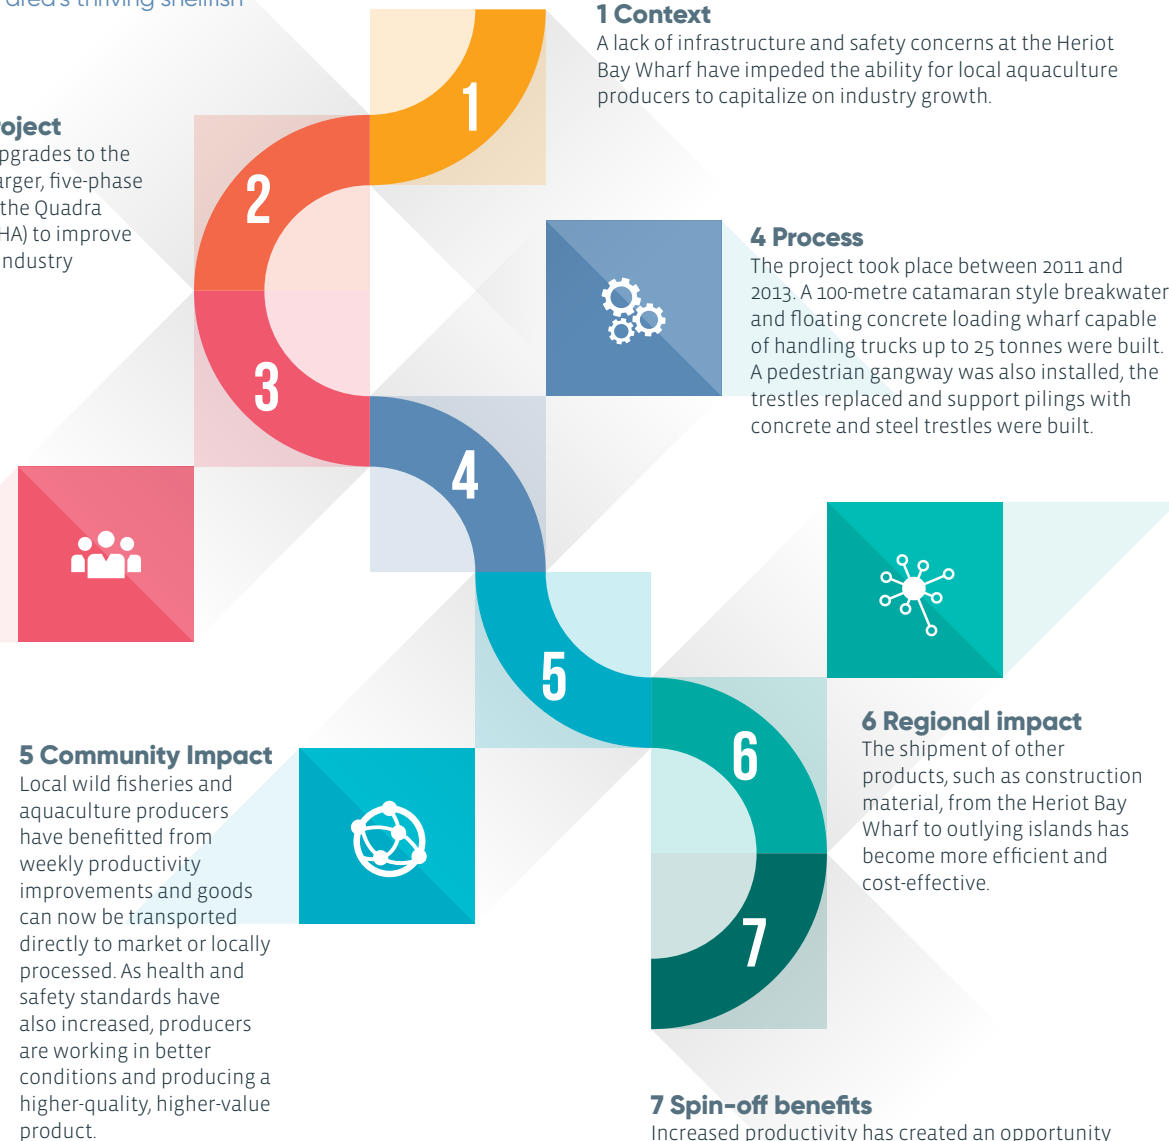 area's thriving shellfish
1 Context
A lack of infrastructure and safety concerns at the Heriot
Bay Wharf have impeded the ability for local aquaculture
producers to capitalize on industry growth.
1
oject
pgrades to the
arger, five-phase
the Quadra
HA) to improve
industry
2
3
4 Process
The project took place between 2011 and
2013. A 100-metre catamaran style breakwater
and floating concrete loading wharf capable
of handling trucks up to 25 tonnes were built.
A pedestrian gangway was also installed, the
trestles replaced and support pilings with
concrete and steel trestles were built.
4
5
5 Community Impact
Local wild fisheries and
aquaculture producers
have benefitted from
weekly productivity
improvements and goods
can now be transported
directly to market or locally
processed. As health and
safety standards have
also increased, producers
are working in better
conditions and producing a
higher-quality, higher-value
product.
6
6 Regional impact
The shipment of other
products, such as construction
material, from the Heriot Bay
Wharf to outlying islands has
become more efficient and
cost-effective.
7
7 Spin-off benefits
Increased productivity has created an opportunity